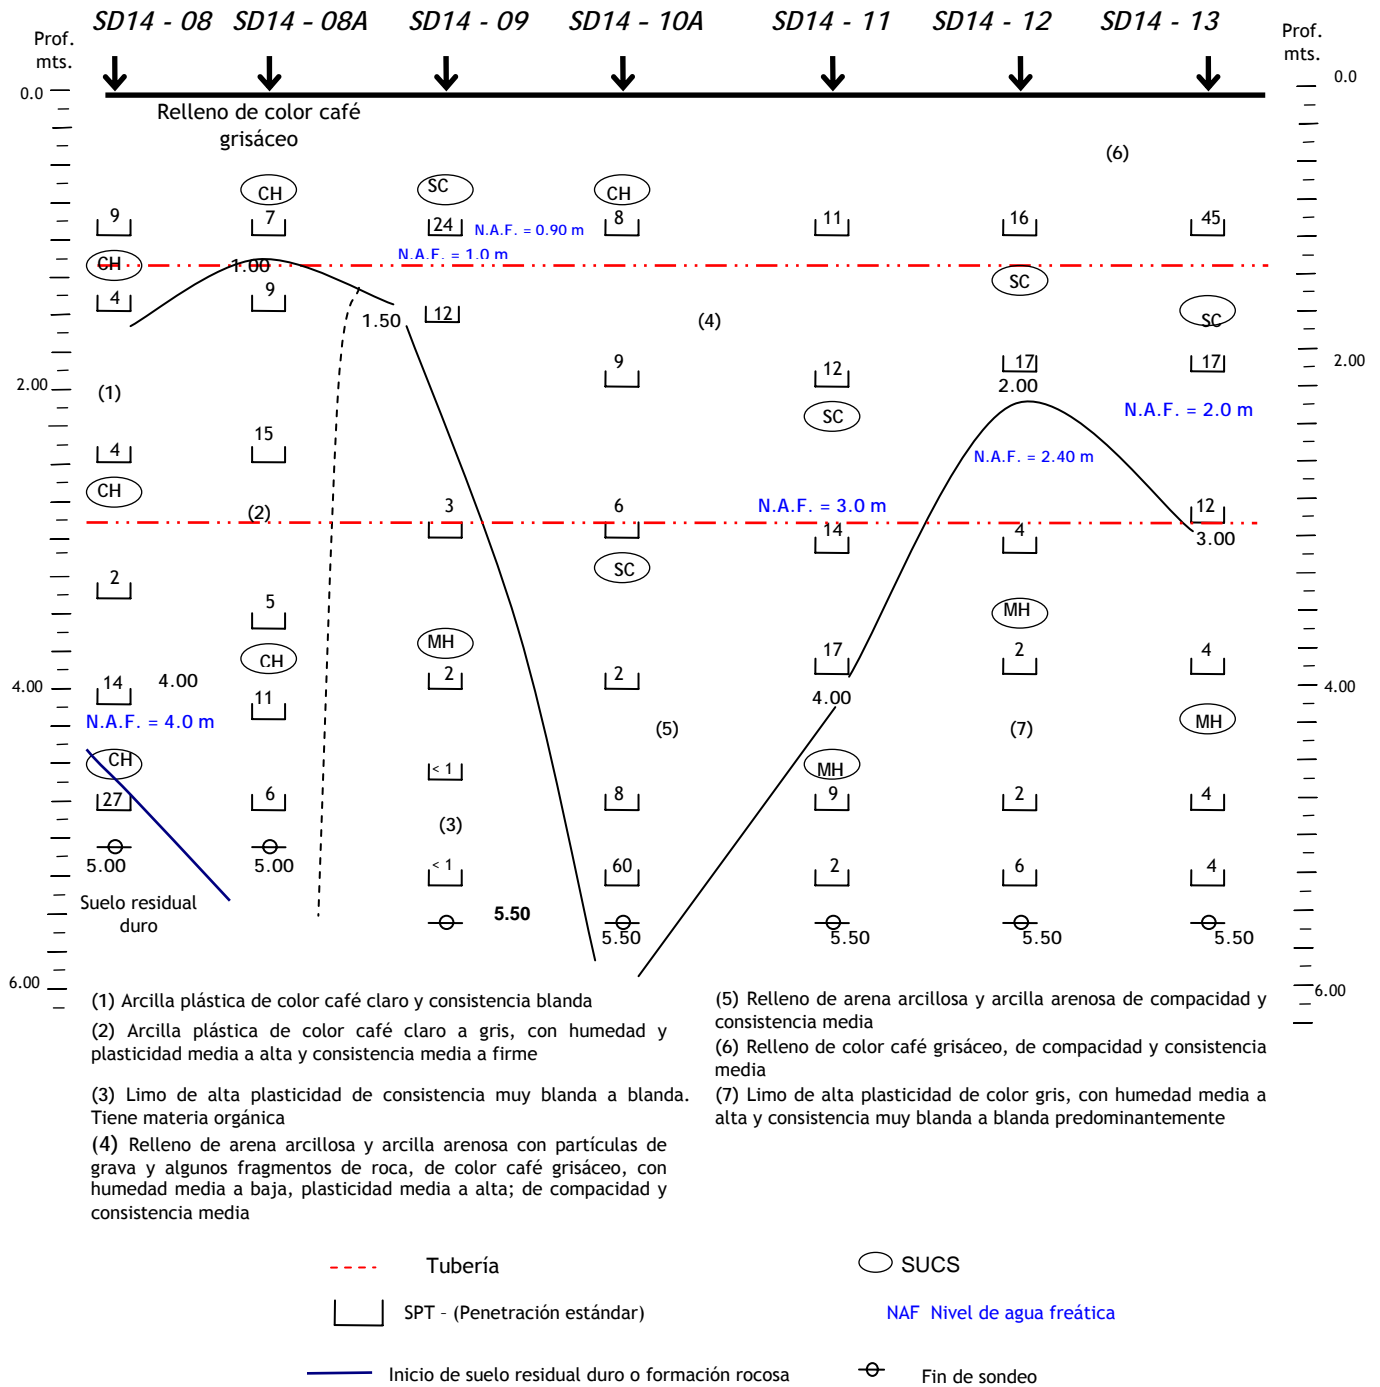 SD14 - 08
SD14 - 08A
SD14 - 09
SD14 - 10A
SD14 - 11
SD14 - 12
SD14 - 13
Prof.
mts.
Prof.
mts.
0.0
0.0
Relleno de color café
grisáceo
(6)
CH
SC
CH
9
7
24
8
11
16
45
N.A.F. = 0.90 m
N.A.F. = 1.0 m
CH
1.00
SC
4
9
12
1.50
(4)
SC
9
12
17
17
2.00
2.00
2.00
(1)
SC
N.A.F. = 2.0 m
4
15
N.A.F. = 2.40 m
CH
(2)
3
6
N.A.F. = 3.0 m
14
4
12
3.00
SC
2
5
MH
MH
CH
2
2
17
2
4
14
4.00
11
4.00
4.00
4.00
N.A.F. = 4.0 m
(5)
(7)
MH
CH
< 1
MH
27
6
8
9
2
4
(3)
5.00
5.00
< 1
60
2
6
4
Suelo residual
duro
5.50
5.50
5.50
5.50
5.50
6.00
6.00
(1) Arcilla plástica de color café claro y consistencia blanda
(2) Arcilla plástica de color café claro a gris, con humedad y
plasticidad media a alta y consistencia media a firme
(3) Limo de alta plasticidad de consistencia muy blanda a blanda.
Tiene materia orgánica
(4) Relleno de arena arcillosa y arcilla arenosa con partículas de
grava y algunos fragmentos de roca, de color café grisáceo, con
humedad media a baja, plasticidad media a alta; de compacidad y
consistencia media
(5) Relleno de arena arcillosa y arcilla arenosa de compacidad y
consistencia media
(6) Relleno de color café grisáceo, de compacidad y consistencia
media
(7) Limo de alta plasticidad de color gris, con humedad media a
alta y consistencia muy blanda a blanda predominantemente
Tubería
SUCS
SPT - (Penetración estándar)
NAF Nivel de agua freática
Inicio de suelo residual duro o formación rocosa
Fin de sondeo